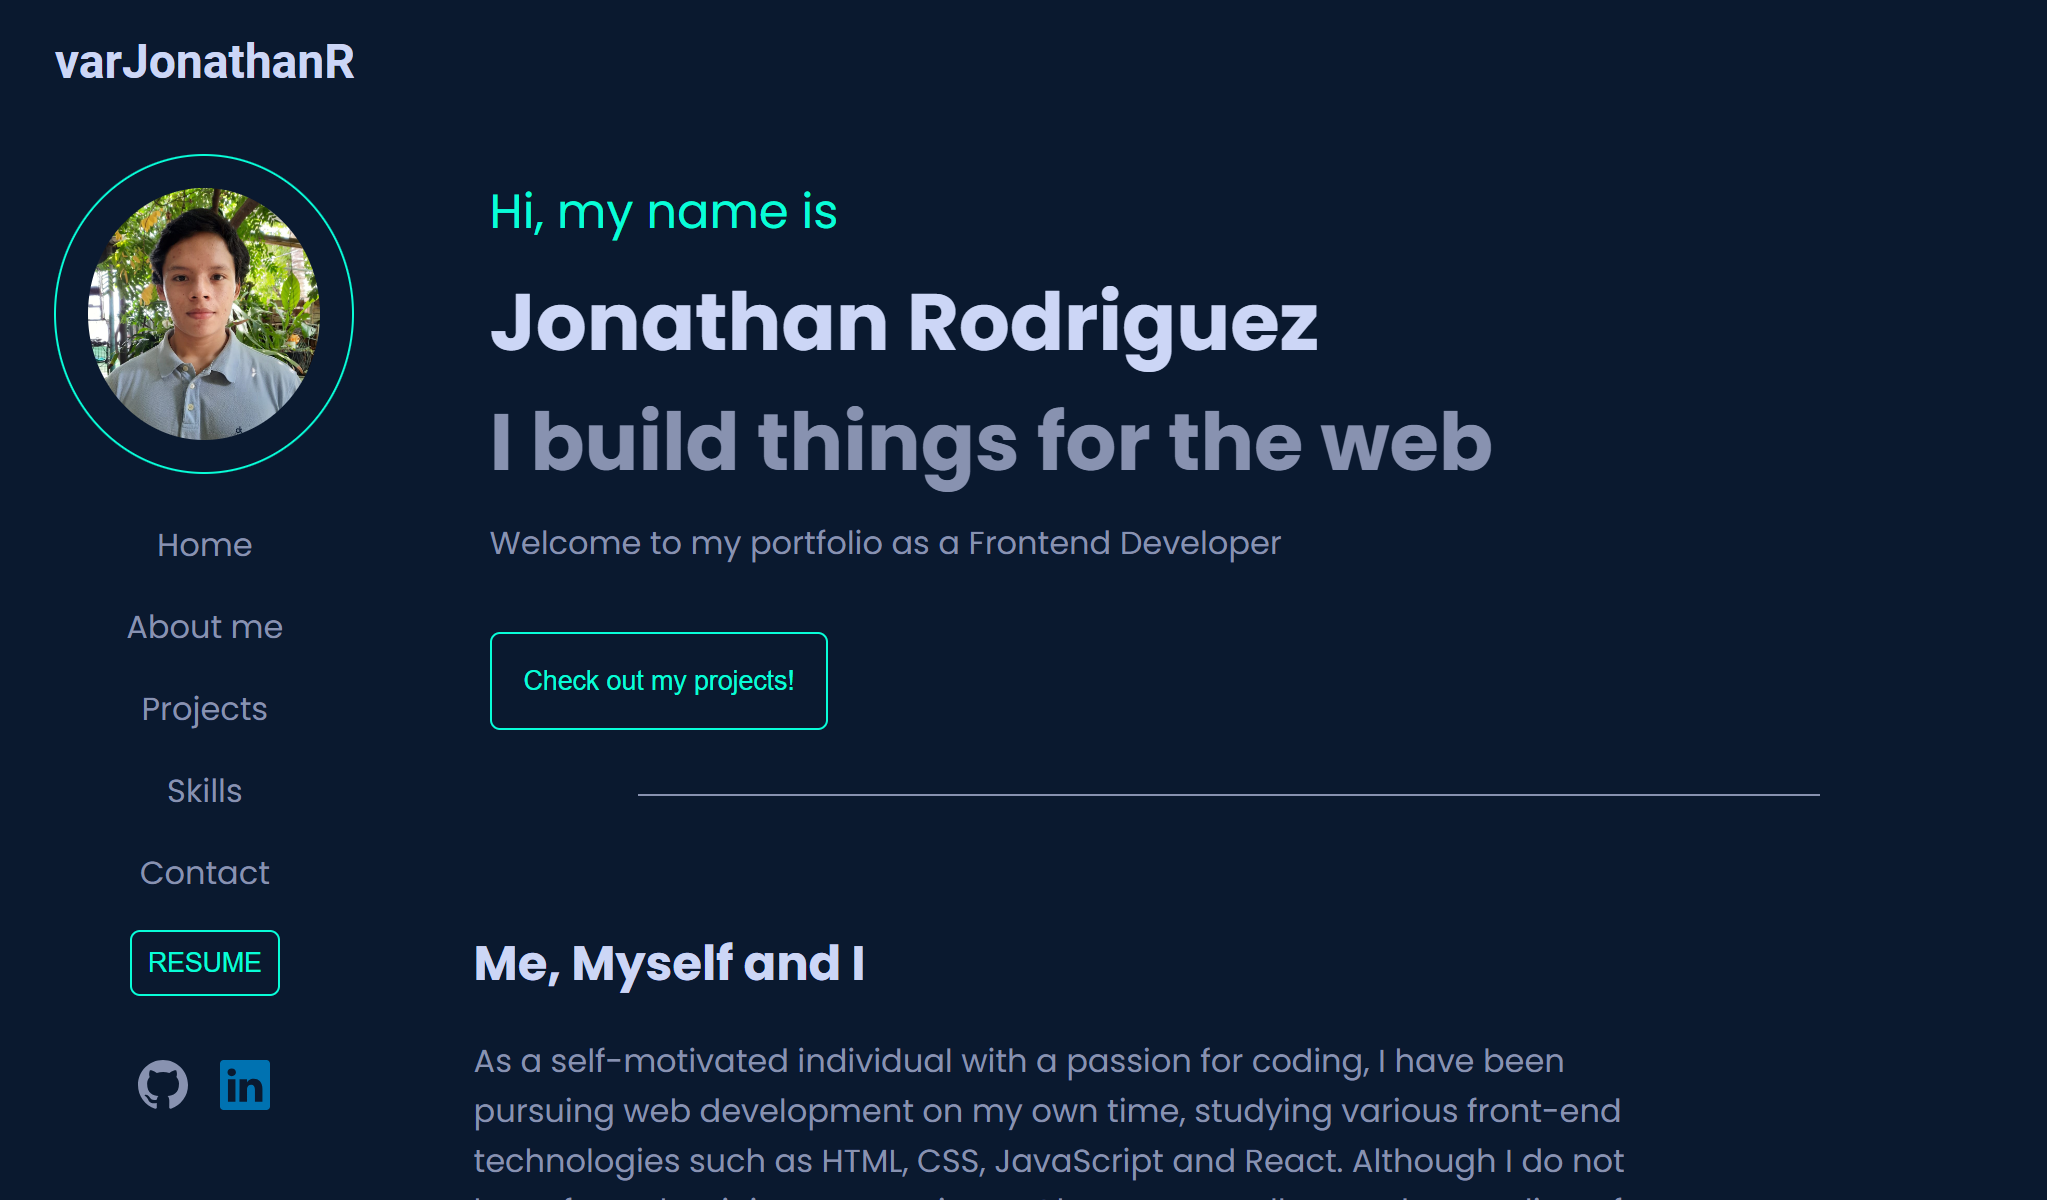 varJonathanR
Home
About me
Projects
Skills
Contact
RESUME
in
Hi, my name is
Jonathan Rodriguez
I build things for the web
Welcome to my portfolio as a Frontend Developer
Check out my projects!
Me, Myself and I
As a self-motivated individual with a passion for coding, I have been
pursuing web development on my own time, studying various front-end
technologies such as HTML, CSS, JavaScript and React. Although I do not